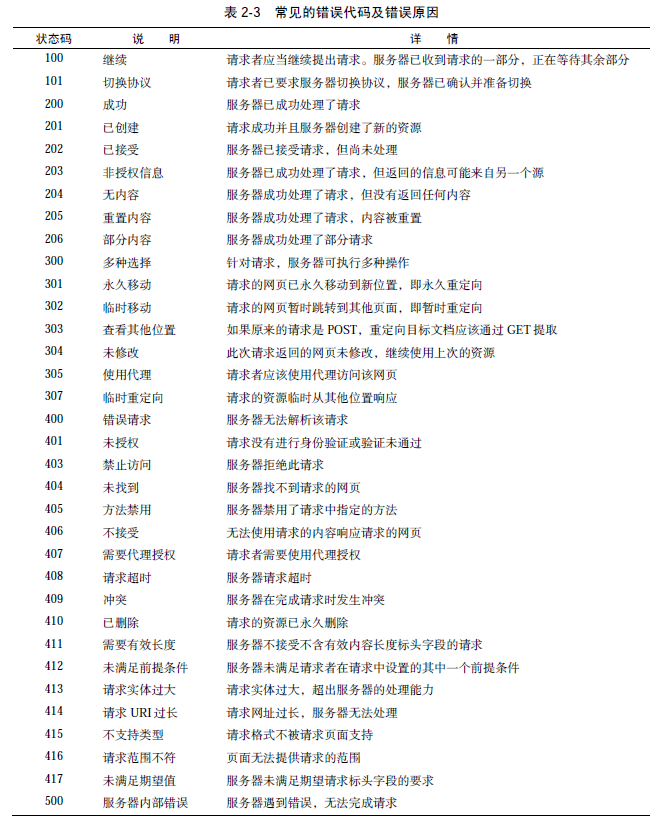 表 2-3 常见的错误代码及错误原因
状态码 说 明 详 情
100 继续 请求者应当继续提出请求。服务器已收到请求的一部分，正在等待其余部分
101 切换协议 请求者已要求服务器切换协议，服务器已确认并准备切换
200 成功 服务器已成功处理了请求
201 已创建 请求成功并且服务器创建了新的资源
202 已接受 服务器已接受请求，但尚未处理
203 非授权信息 服务器已成功处理了请求，但返回的信息可能来自另一个源
204 无内容 服务器成功处理了请求，但没有返回任何内容
205 重置内容 服务器成功处理了请求，内容被重置
206 部分内容 服务器成功处理了部分请求
300 多种选择 针对请求，服务器可执行多种操作
301 永久移动 请求的网页已永久移动到新位置，即永久重定向
302 临时移动 请求的网页暂时跳转到其他页面，即暂时重定向
303 查看其他位置 如果原来的请求是 POST，重定向目标文档应该通过 GET 提取
304 未修改 此次请求返回的网页未修改，继续使用上次的资源
305 使用代理 请求者应该使用代理访问该网页
307 临时重定向 请求的资源临时从其他位置响应
400 错误请求 服务器无法解析该请求
401 未授权 请求没有进行身份验证或验证未通过
403 禁止访问 服务器拒绝此请求
404 未找到 服务器找不到请求的网页
405 方法禁用 服务器禁用了请求中指定的方法
406 不接受 无法使用请求的内容响应请求的网页
407 需要代理授权 请求者需要使用代理授权
408 请求超时 服务器请求超时
409 冲突 服务器在完成请求时发生冲突
410 已删除 请求的资源已永久删除
411 需要有效长度 服务器不接受不含有效内容长度标头字段的请求
412 未满足前提条件 服务器未满足请求者在请求中设置的其中一个前提条件
413 请求实体过大 请求实体过大，超出服务器的处理能力
414 请求 URI 过长 请求网址过长，服务器无法处理
415 不支持类型 请求格式不被请求页面支持
416 请求范围不符 页面无法提供请求的范围
417 未满足期望值 服务器未满足期望请求标头字段的要求
500 服务器内部错误 服务器遇到错误，无法完成请求